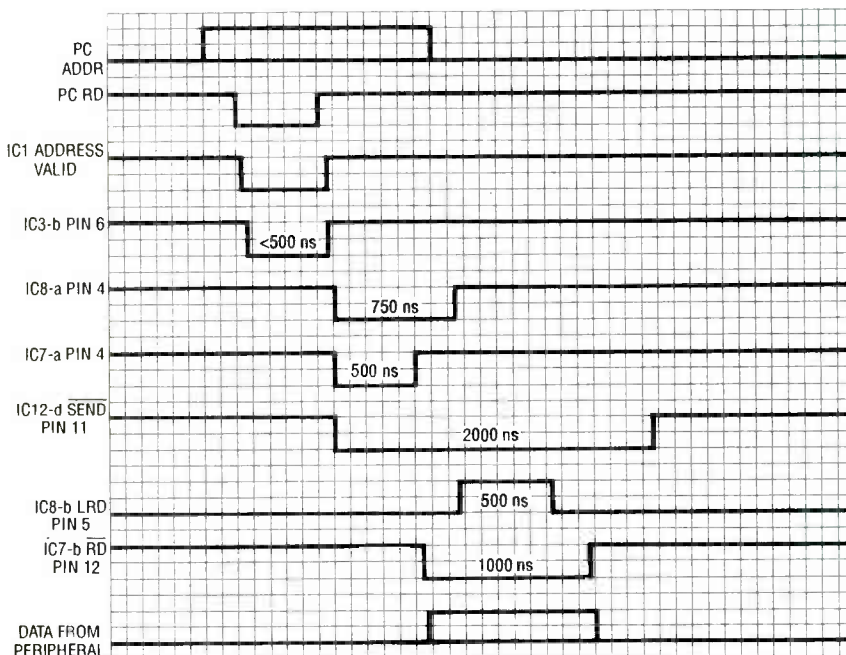 PC
ADDR
PC RD
IC1 ADDRESS
VALID
IC3-b PIN 6
<500 ns
IC8-a PIN 4
750 ns
IC7-a PIN 4
500 ns
IC12-d SEND
PIN 11
2000 ns
IC8-b LRD
PIN 5
500 ns
IC7-b RD
PIN 12
1000 ns
DATA FROM
PERIPHERAL